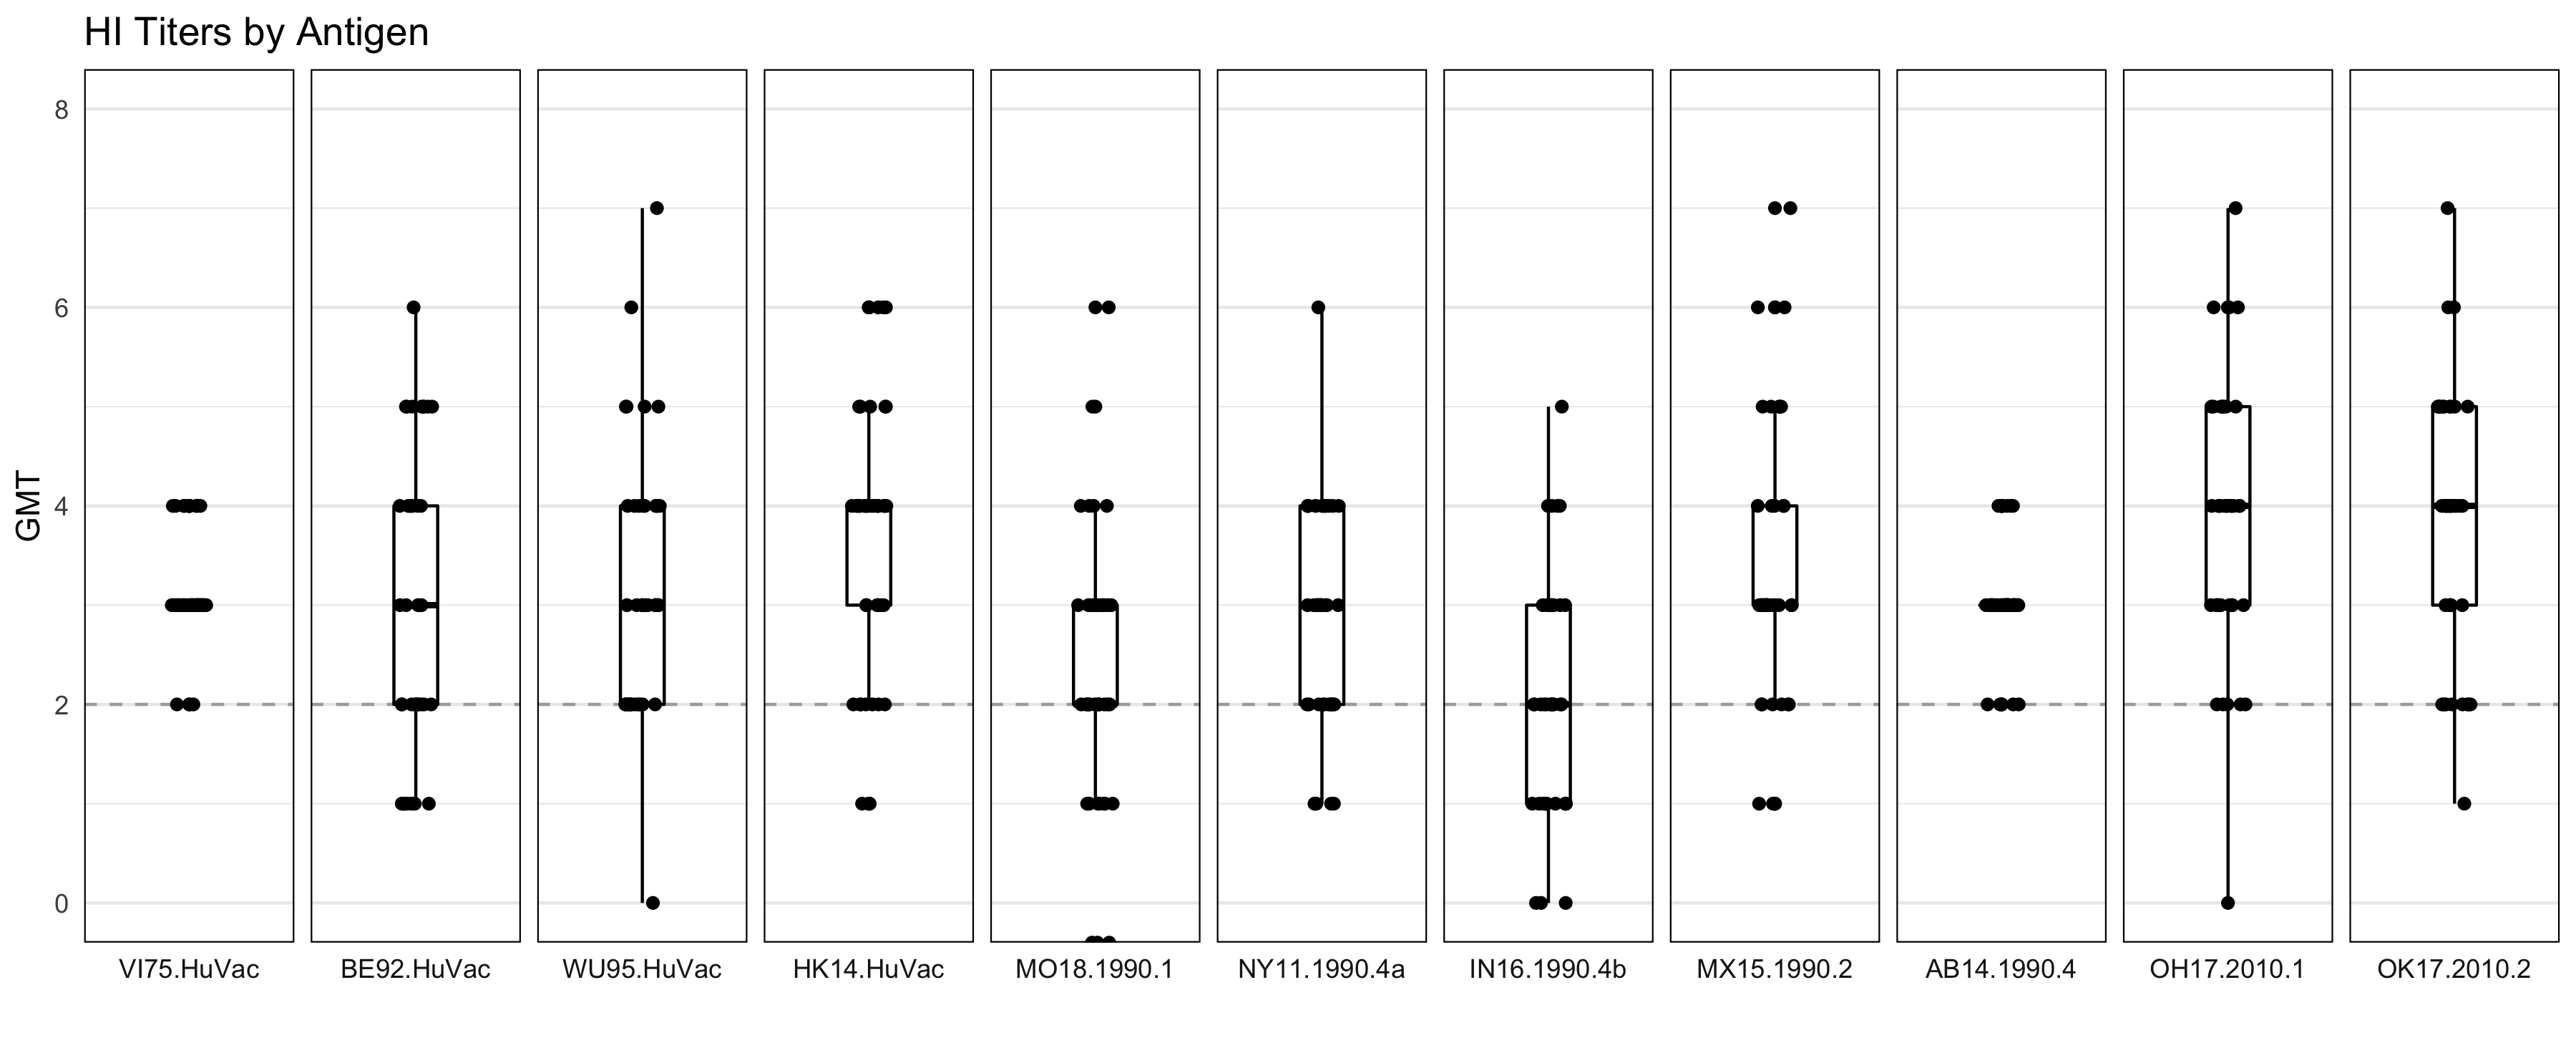 HI Titers by Antigen
8
6
4
2
0
GMT
VI75.HuVac
BE92.HuVac
WU95.HuVac
HK14.HuVac
MO18.1990.1
NY11.1990.4a
IN16.1990.4b
MX15.1990.2
AB14.1990.4
OH17.2010.1
OK17.2010.2